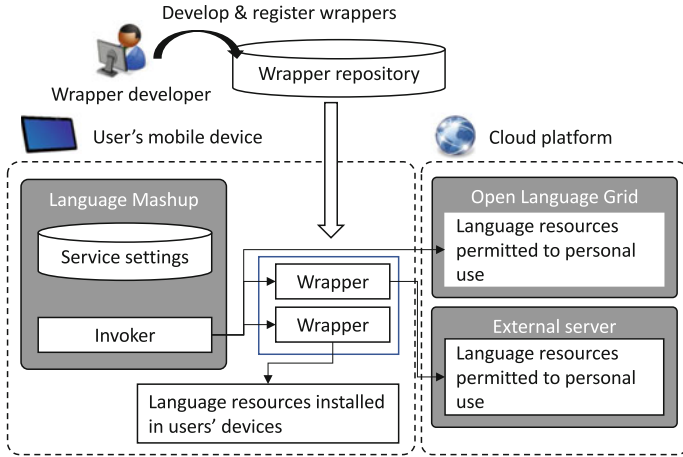 Develop & register wrappers
Wrapper repository
Wrapper developer
User’s mobile device
Cloud platform
Language Mashup
Service settings
Invoker
Wrapper
Wrapper
Language resources installed
in users’ devices
Open Language Grid
Language resources
permitted to personal
use
External server
Language resources
permitted to personal
use